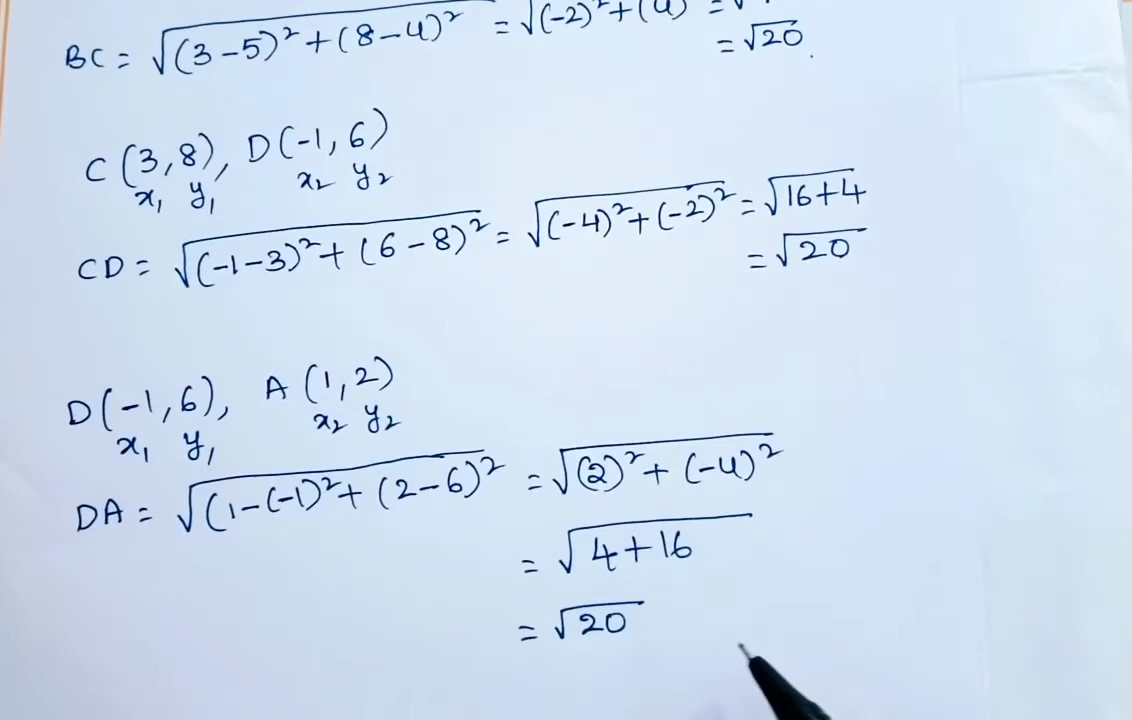 BC = √(3-5)² + (8-4)² = √(-2)² + (4)² = √
= √20.
C (3,8), D(-1, 6)
x₁ y₁ x₂ y₂
CD = √(-1-3)² + (6-8)² = √(-4)² + (-2)² = √16+4
= √20
D(-1, 6), A (1, 2)
x₁ y₁ x₂ y₂
DA = √(1-(-1)² + (2-6)² = √(2)² + (-4)²
= √4+16
= √20